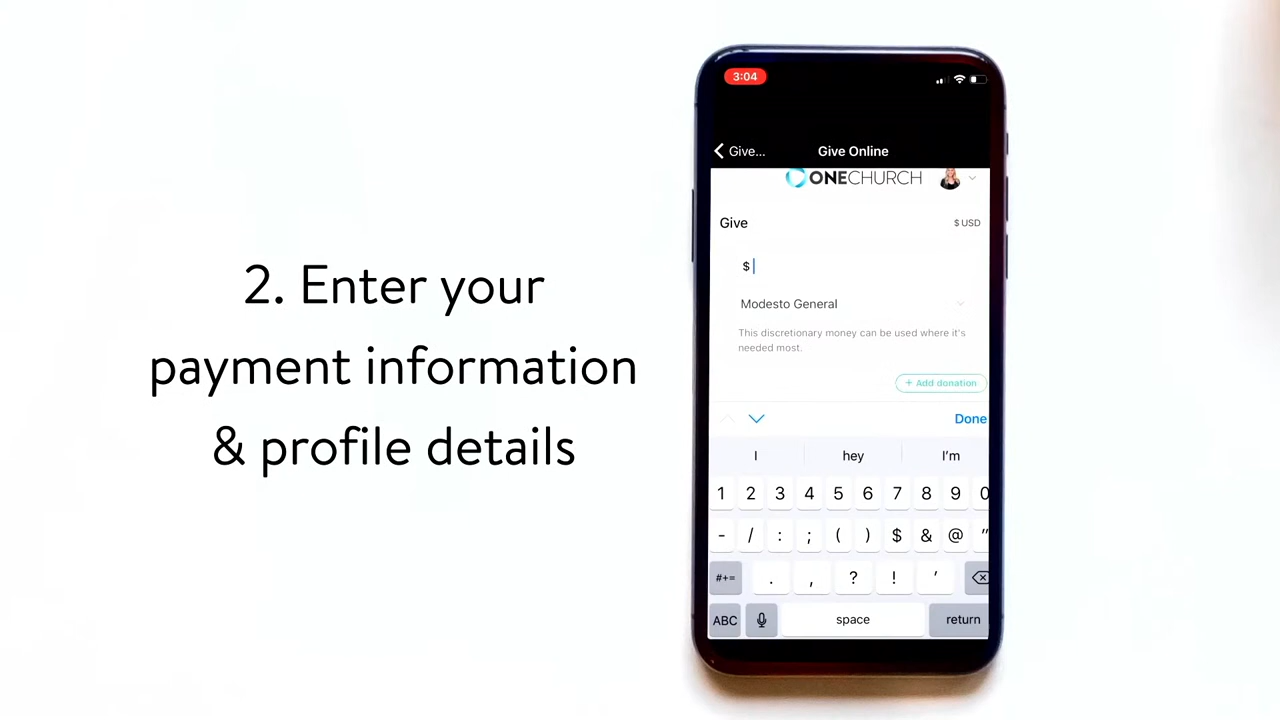 2. Enter your
payment information
& profile details
3:04
Give...
Give Online
ONECHURCH
Give
$ USD
$
Modesto General
This discretionary money can be used where it's
needed most.
+ Add donation
Done
I
hey
I'm
1 2 3 4 5 6 7 8 9 0
- / : ; ( ) $ & @ "
#+= . , ? ! '
ABC
space
return